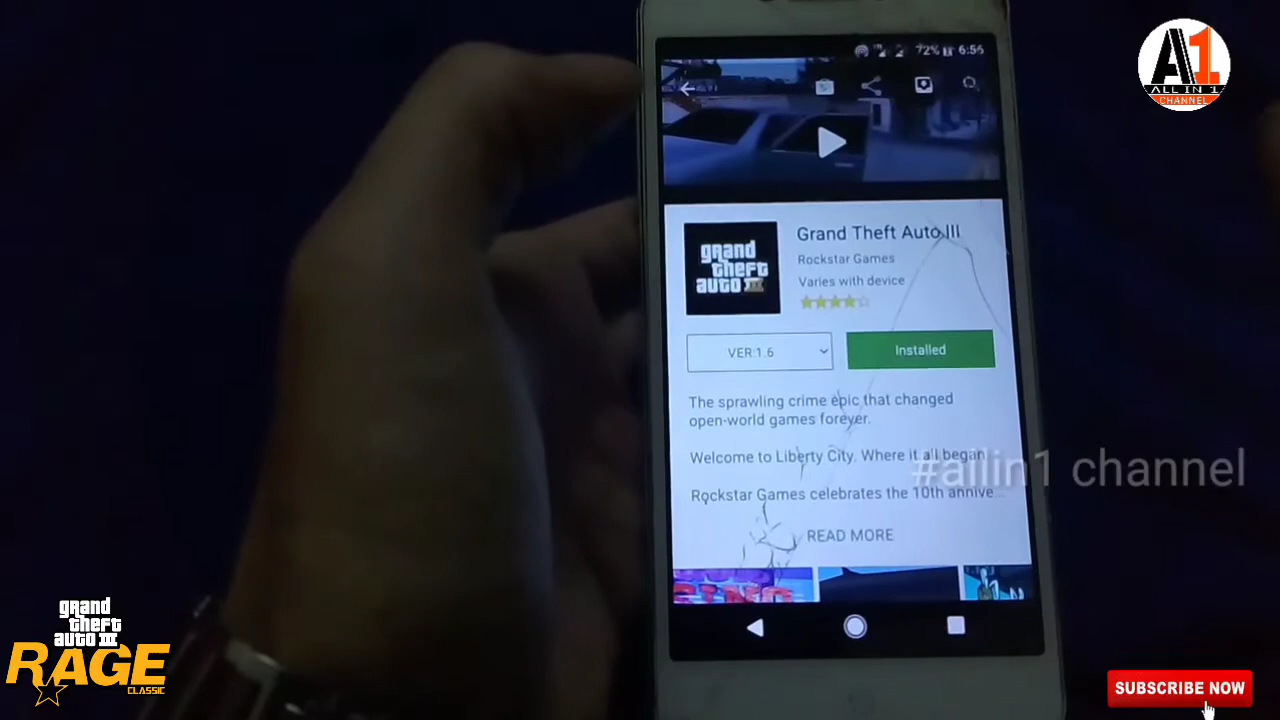 72% 6:56
A1
ALL IN 1
CHANNEL
grand
theft
auto III
Grand Theft Auto III
Rockstar Games
Varies with device
VER:1.6
Installed
The sprawling crime epic that changed
open-world games forever.
Welcome to Liberty City. Where it all began
#ailin1 channel
Rockstar Games celebrates the 10th annive...
READ MORE
grand
theft
auto III
RAGE
CLASSIC
SUBSCRIBE NOW